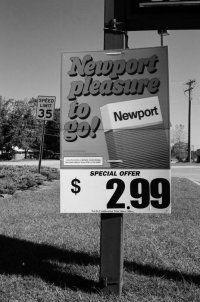 SPEED
LIMIT
35
Newport
pleasure
to
go!
Newport
SPECIAL OFFER
$ 2.99